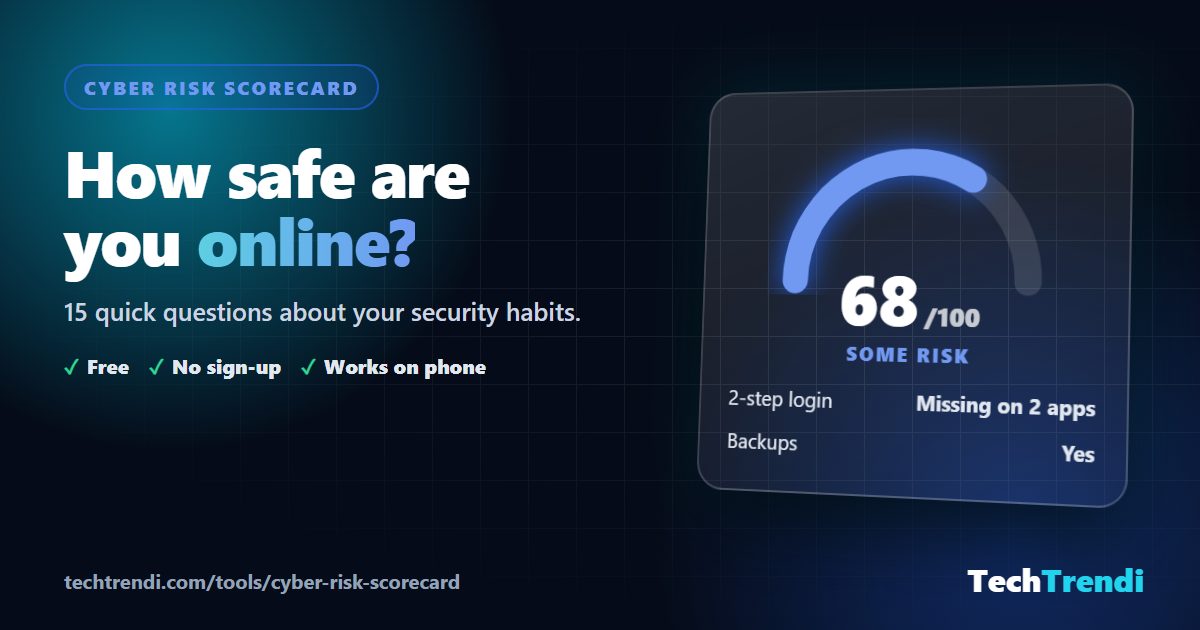 CYBER RISK SCORECARD
How safe are
you online?
15 quick questions about your security habits.
✓ Free ✓ No sign-up ✓ Works on phone
68 /100
SOME RISK
2-step login Missing on 2 apps
Backups Yes
techtrendi.com/tools/cyber-risk-scorecard
TechTrendi